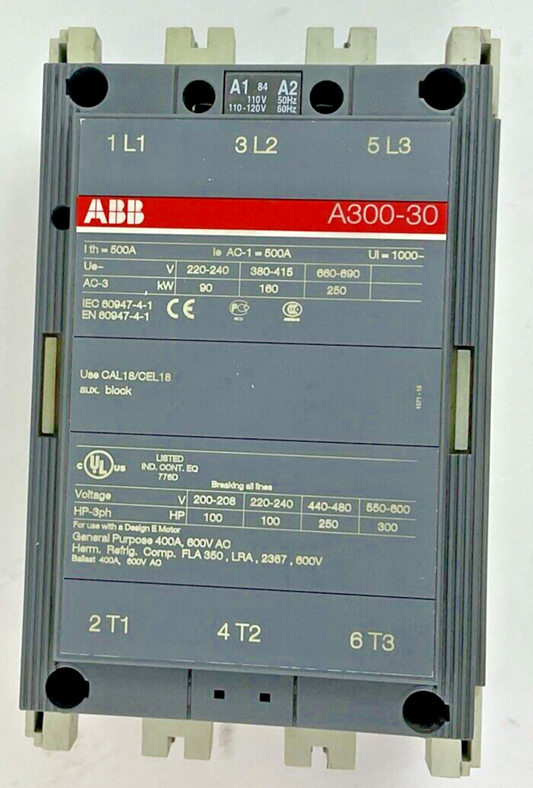 A1 84 A2
110V 50Hz
110-120V 60Hz
1 L1 3 L2 5 L3
ABB A300-30
I th = 500A Ie AC-1 = 500A Ui = 1000~
Ue~ V 220-240 380-415 660-690
AC-3 kW 90 160 250
IEC 60947-4-1
EN 60947-4-1
CE
Use CAL18/CEL18
aux. block
1071-13
c UL us LISTED
IND. CONT. EQ
776D
Breaking all lines
Voltage V 200-208 220-240 440-480 550-600
HP-3ph HP 100 100 250 300
For use with a Design E Motor
General Purpose 400A, 600V AC
Herm. Refrig. Comp. FLA 350 , LRA , 2367 , 600V
Ballast 400A, 600V AC
2 T1 4 T2 6 T3